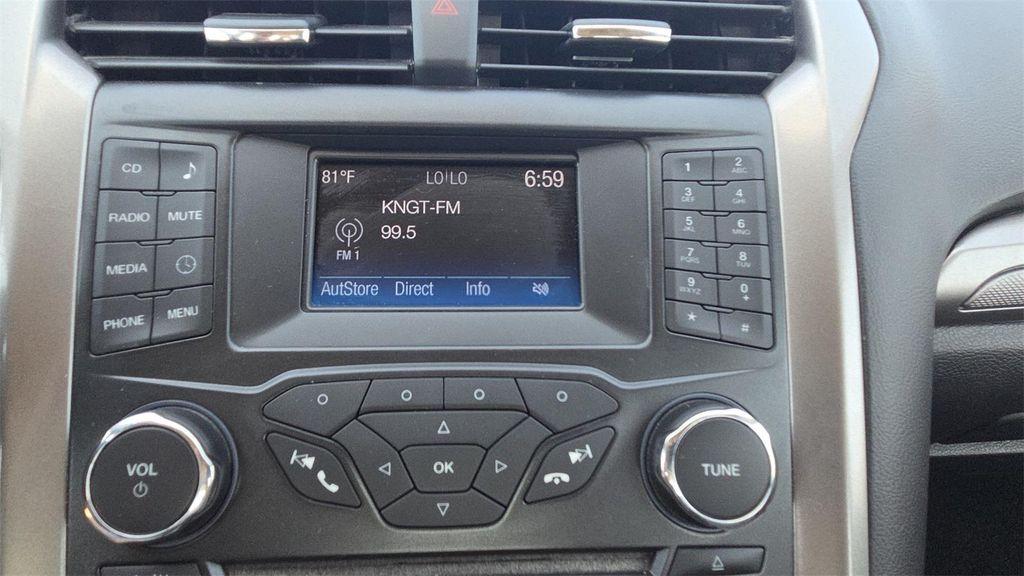 81°F LO LO 6:59
KNGT-FM
99.5
FM 1
AutStore Direct Info
CD
RADIO MUTE
MEDIA
PHONE MENU
1 2 ABC
3 DEF 4 GHI
5 JKL 6 MNO
7 PQRS 8 TUV
9 WXYZ 0 +
* #
VOL
OK
TUNE